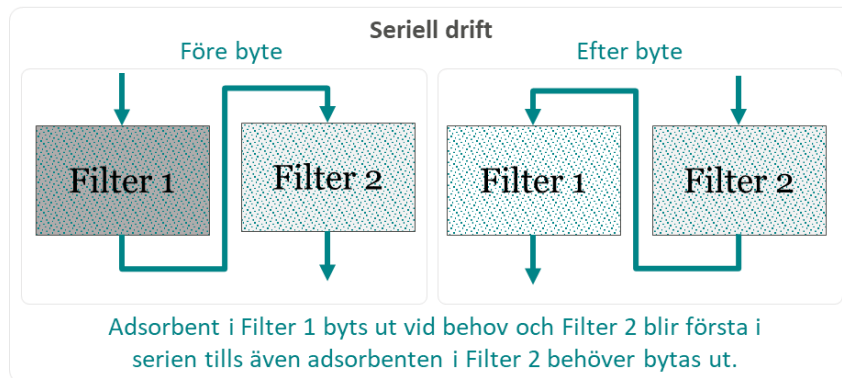 Seriell drift
Före byte
Efter byte
Filter 1
Filter 2
Filter 1
Filter 2
Adsorbent i Filter 1 byts ut vid behov och Filter 2 blir första i
serien tills även adsorbenten i Filter 2 behöver bytas ut.